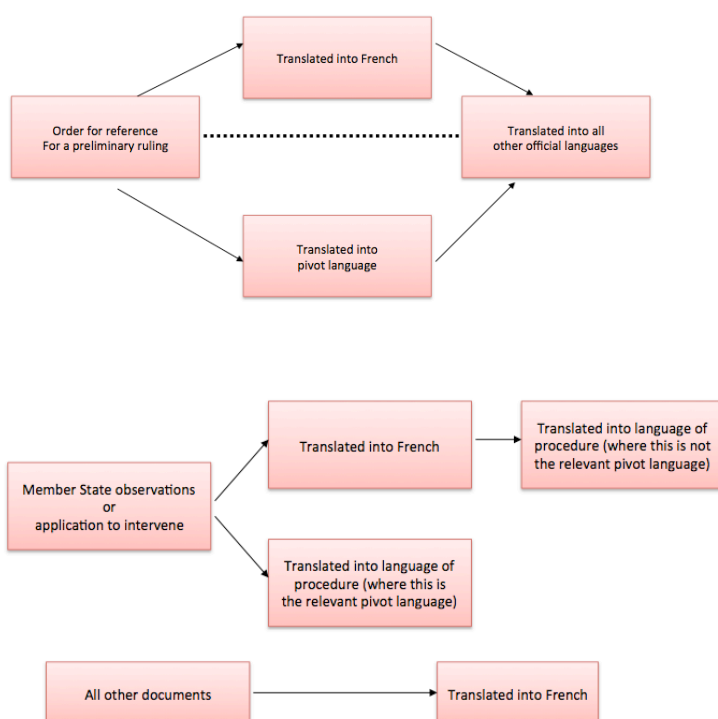 Translated into French
Order for reference
For a preliminary ruling
Translated into all
other official languages
Translated into
pivot language
Translated into French
Translated into language of
procedure (where this is not
the relevant pivot language)
Member State observations
or
application to intervene
Translated into language of
procedure (where this is
the relevant pivot language)
All other documents
Translated into French